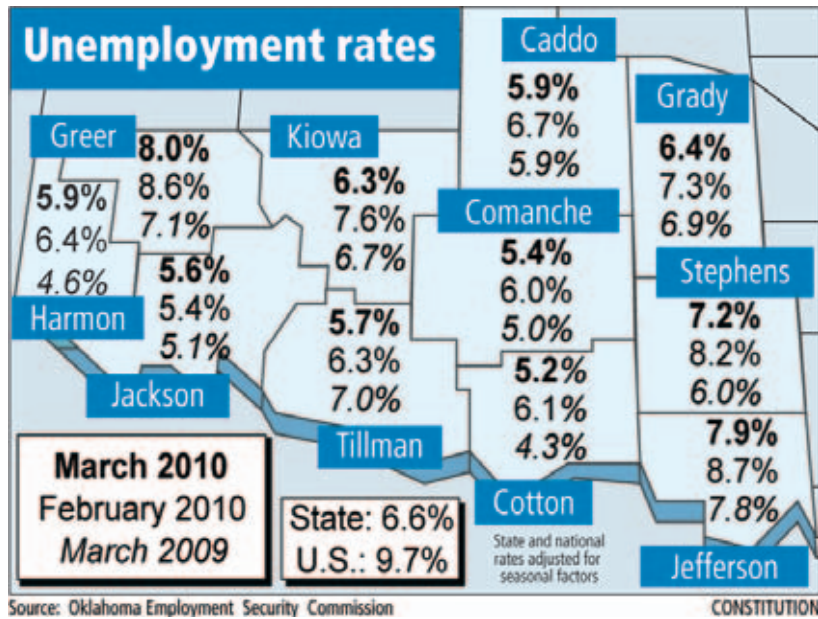 Unemployment rates
Caddo
5.9%
6.7%
5.9%
Grady
6.4%
7.3%
6.9%
Greer
8.0%
8.6%
7.1%
Kiowa
6.3%
7.6%
6.7%
5.9%
6.4%
4.6%
Harmon
Comanche
5.4%
6.0%
5.0%
Stephens
7.2%
8.2%
6.0%
5.6%
5.4%
5.1%
Jackson
5.7%
6.3%
7.0%
Tillman
5.2%
6.1%
4.3%
Cotton
7.9%
8.7%
7.8%
Jefferson
March 2010
February 2010
March 2009
State: 6.6%
U.S.: 9.7%
State and national
rates adjusted for
seasonal factors
Source: Oklahoma Employment Security Commission
CONSTITUTION